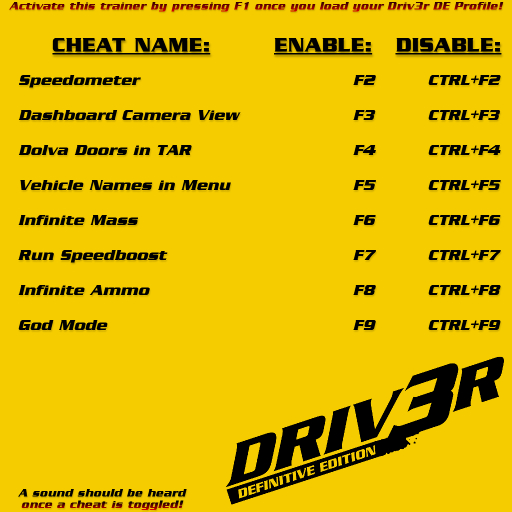 Activate this trainer by pressing F1 once you load your Driv3r DE Profile!
CHEAT NAME: ENABLE: DISABLE:
Speedometer F2 CTRL+F2
Dashboard Camera View F3 CTRL+F3
Dolva Doors in TAR F4 CTRL+F4
Vehicle Names in Menu F5 CTRL+F5
Infinite Mass F6 CTRL+F6
Run Speedboost F7 CTRL+F7
Infinite Ammo F8 CTRL+F8
God Mode F9 CTRL+F9
DRIV3R
DEFINITIVE EDITION
A sound should be heard
once a cheat is toggled!